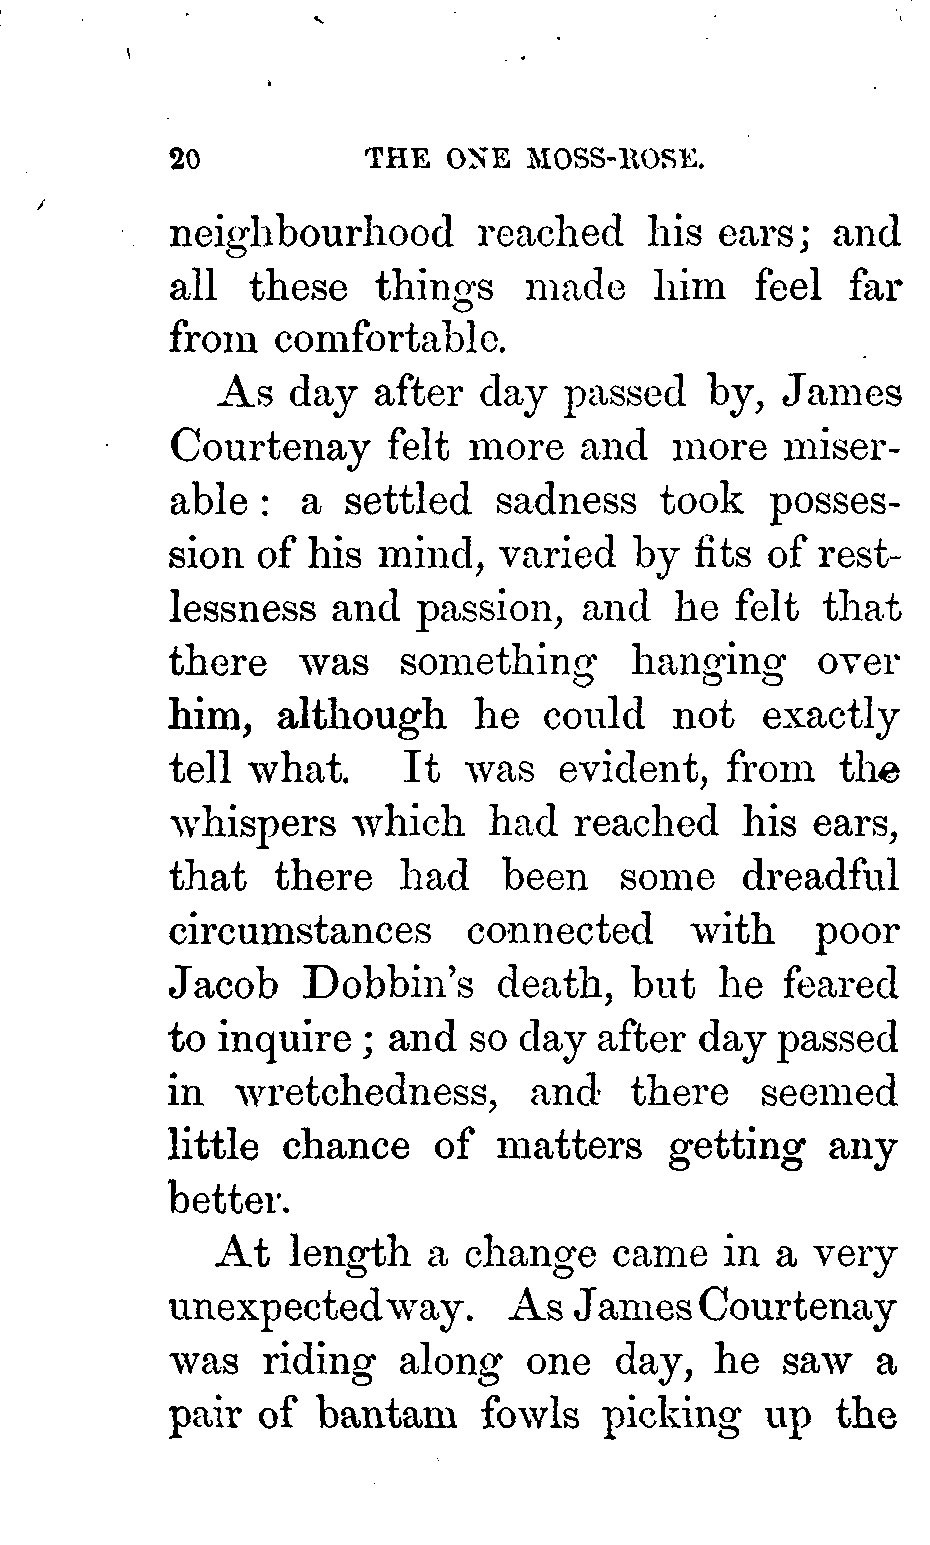 20 THE ONE MOSS-ROSE.
neighbourhood reached his ears; and
all these things made him feel far
from comfortable.
As day after day passed by, James
Courtenay felt more and more miser-
able : a settled sadness took posses-
sion of his mind, varied by fits of rest-
lessness and passion, and he felt that
there was something hanging over
him, although he could not exactly
tell what. It was evident, from the
whispers which had reached his ears,
that there had been some dreadful
circumstances connected with poor
Jacob Dobbin's death, but he feared
to inquire ; and so day after day passed
in wretchedness, and there seemed
little chance of matters getting any
better.
At length a change came in a very
unexpected way. As James Courtenay
was riding along one day, he saw a
pair of bantam fowls picking up the